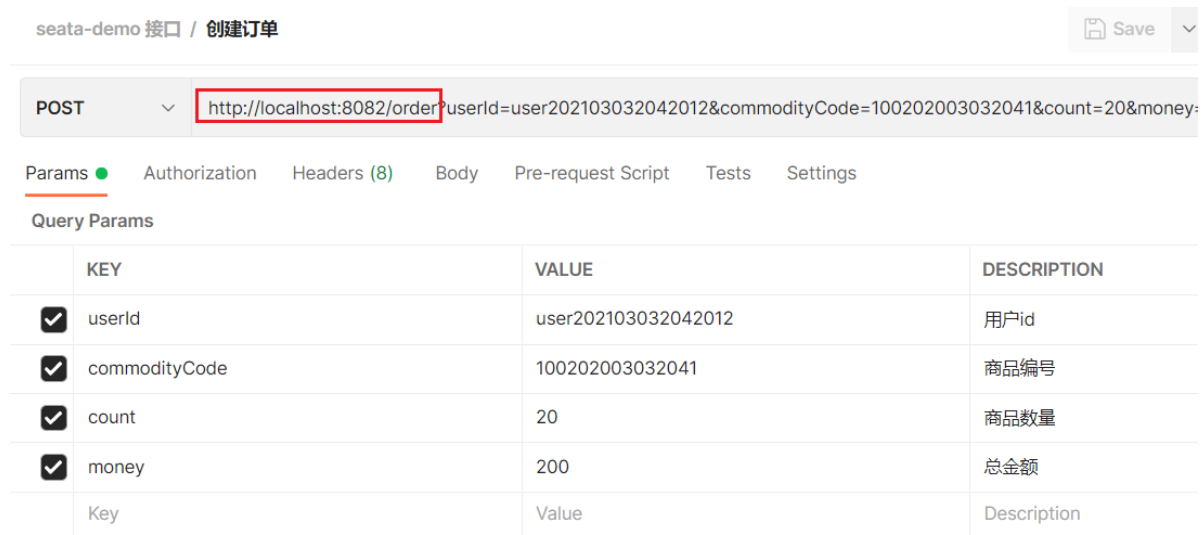 seata-demo 接口 / 创建订单 Save
POST http://localhost:8082/order?userId=user202103032042012&commodityCode=100202003032041&count=20&money=
Params Authorization Headers (8) Body Pre-request Script Tests Settings
Query Params
KEY VALUE DESCRIPTION
userId user202103032042012 用户id
commodityCode 100202003032041 商品编号
count 20 商品数量
money 200 总金额
Key Value Description